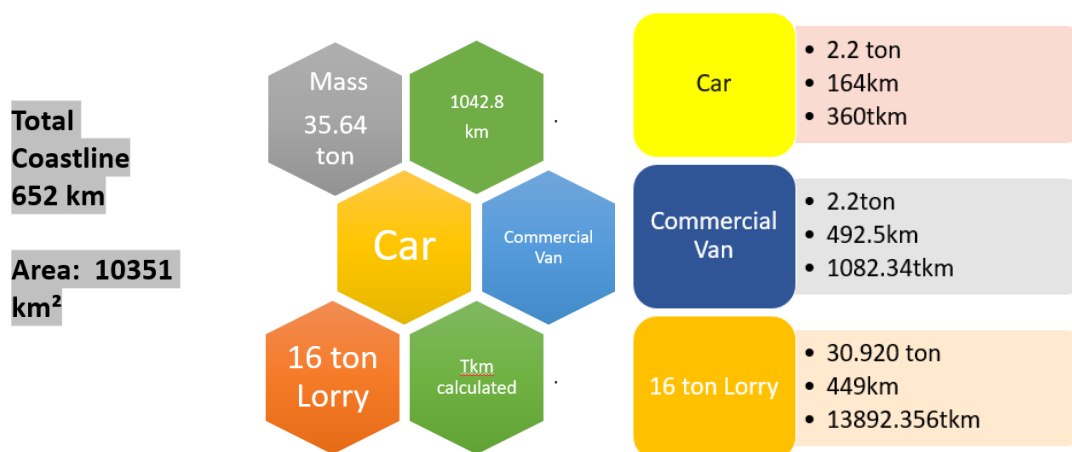 Total
Coastline
652 km
Area:  10351
km²
Mass
35.64
ton
1042.8
km
.
Car
Commercial
Van
16 ton
Lorry
Tkm
calculated
.
Car
• 2.2 ton
• 164km
• 360tkm
Commercial
Van
• 2.2ton
• 492.5km
• 1082.34tkm
16 ton Lorry
• 30.920 ton
• 449km
• 13892.356tkm